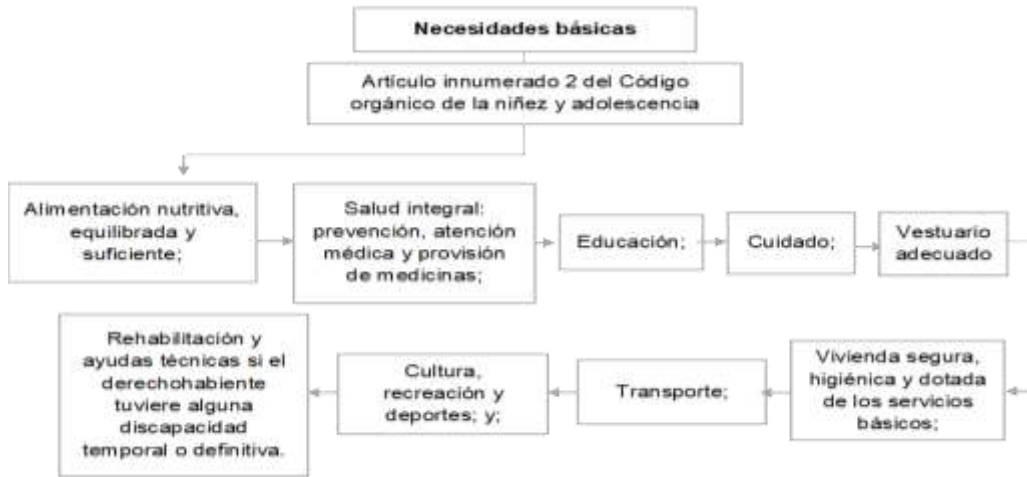 Necesidades básicas
Artículo innumerado 2 del Código
orgánico de la niñez y adolescencia
Alimentación nutritiva,
equilibrada y
suficiente;
Salud integral:
prevención, atención
médica y provisión
de medicinas;
Educación;
Cuidado;
Vestuario
adecuado
Vivienda segura,
higiénica y dotada
de los servicios
básicos;
Transporte;
Cultura,
recreación y
deportes; y;
Rehabilitación y
ayudas técnicas si el
derechohabiente
tuviere alguna
discapacidad
temporal o definitiva.